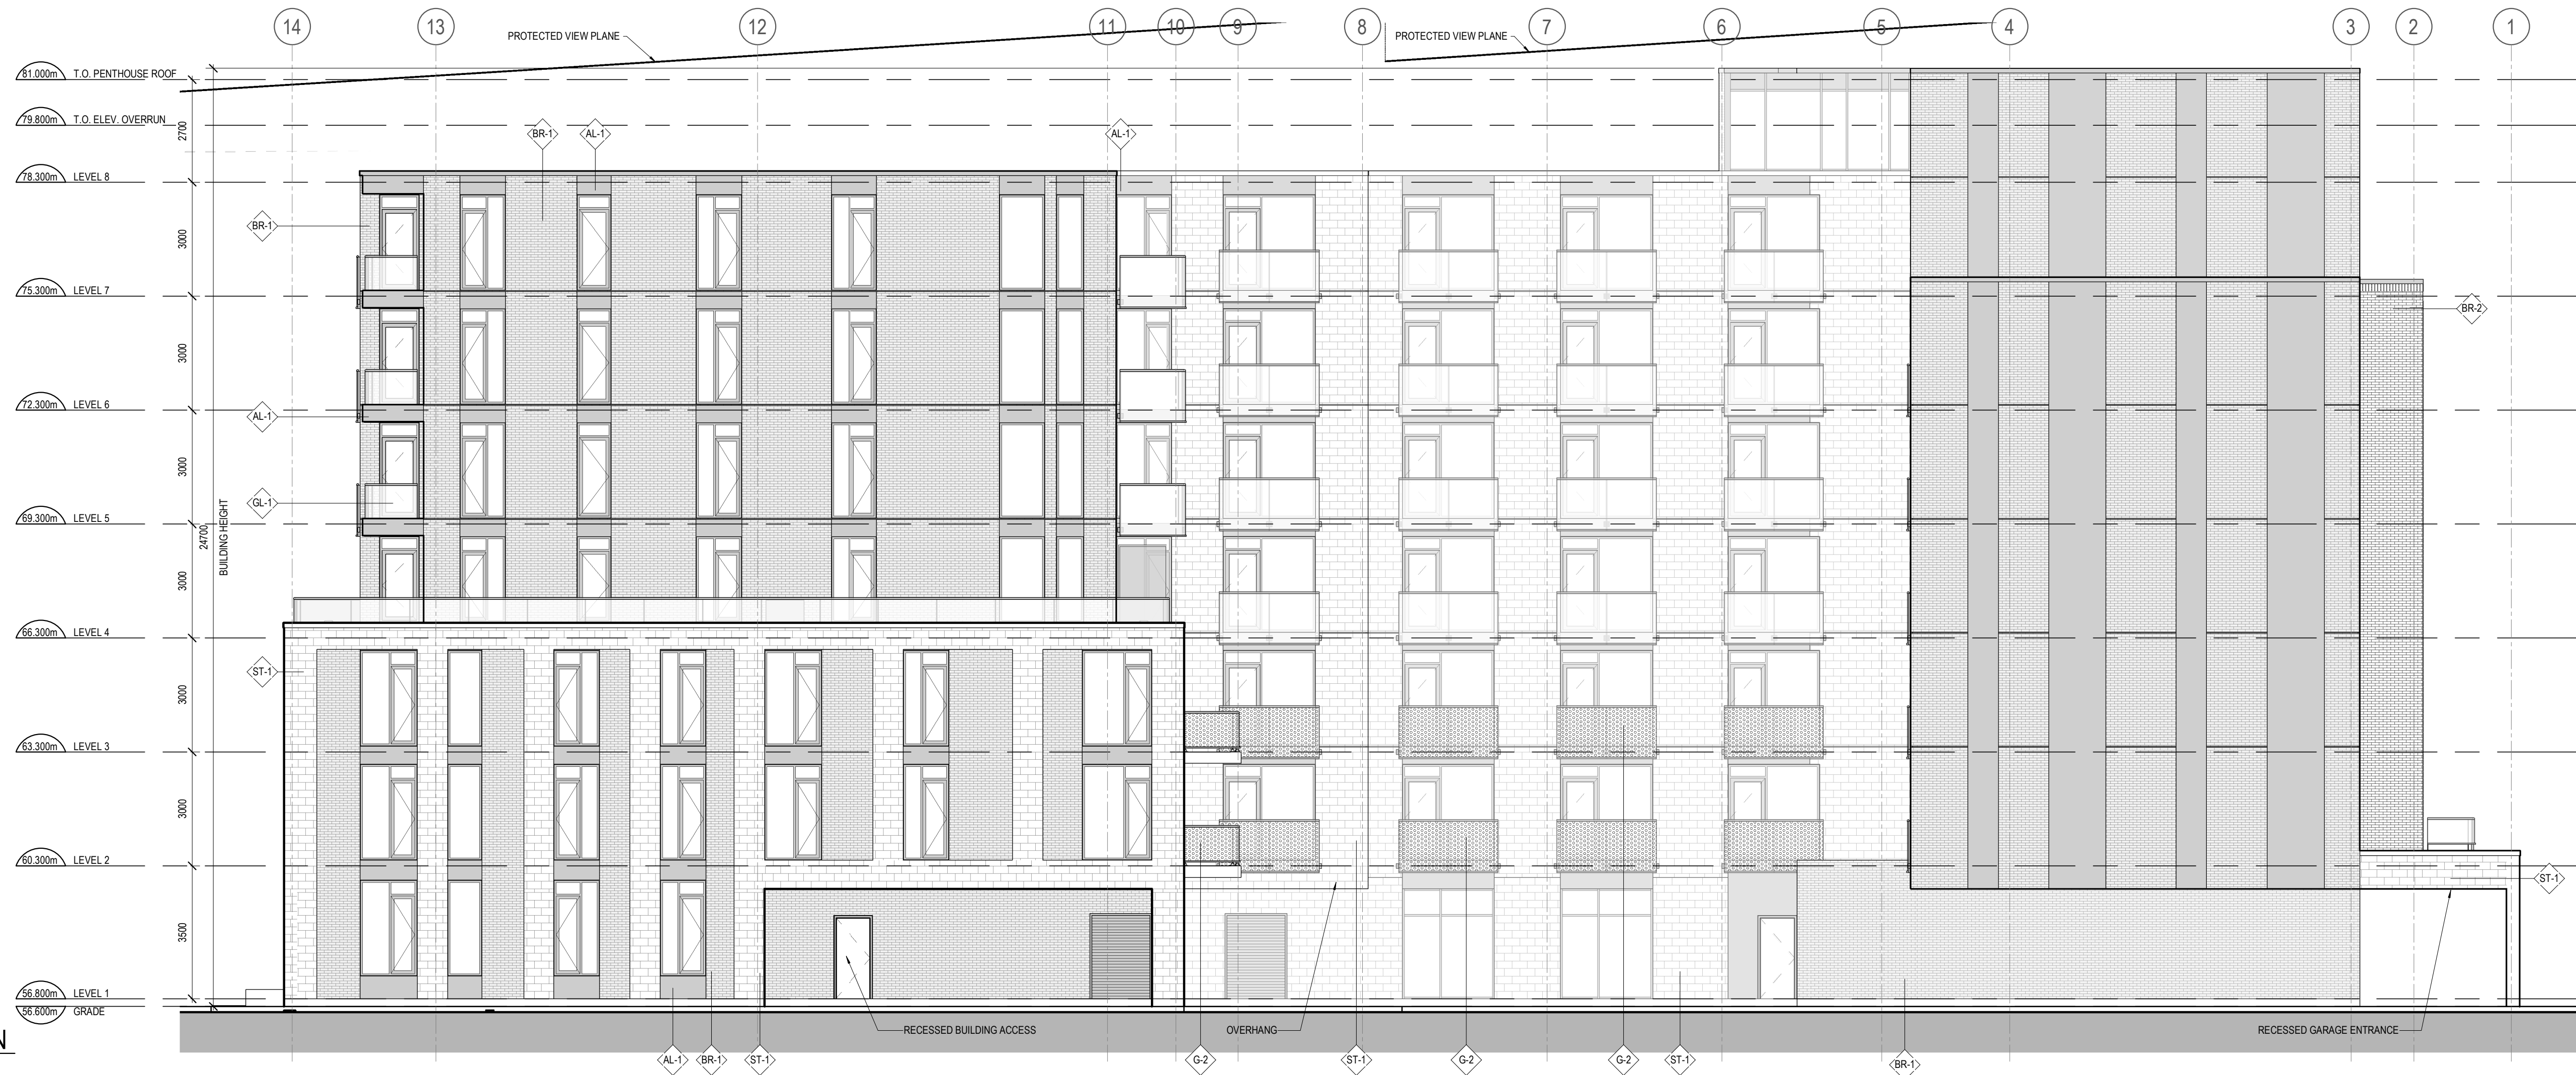 14 13 12 11 10 9 8 7 6 5 4 3 2 1
PROTECTED VIEW PLANE
PROTECTED VIEW PLANE
81.000m T.O. PENTHOUSE ROOF
79.800m T.O. ELEV. OVERRUN
2700
BR-1
AL-1
AL-1
78.300m LEVEL 8
BR-1
3000
75.300m LEVEL 7
BR-2
3000
72.300m LEVEL 6
AL-1
3000
GL-1
69.300m LEVEL 5
24700
BUILDING HEIGHT
3000
66.300m LEVEL 4
ST-1
3000
63.300m LEVEL 3
3000
60.300m LEVEL 2
ST-1
3500
56.800m LEVEL 1
56.600m GRADE
RECESSED BUILDING ACCESS
OVERHANG
RECESSED GARAGE ENTRANCE
N
AL-1
BR-1
ST-1
G-2
ST-1
G-2
G-2
ST-1
BR-1